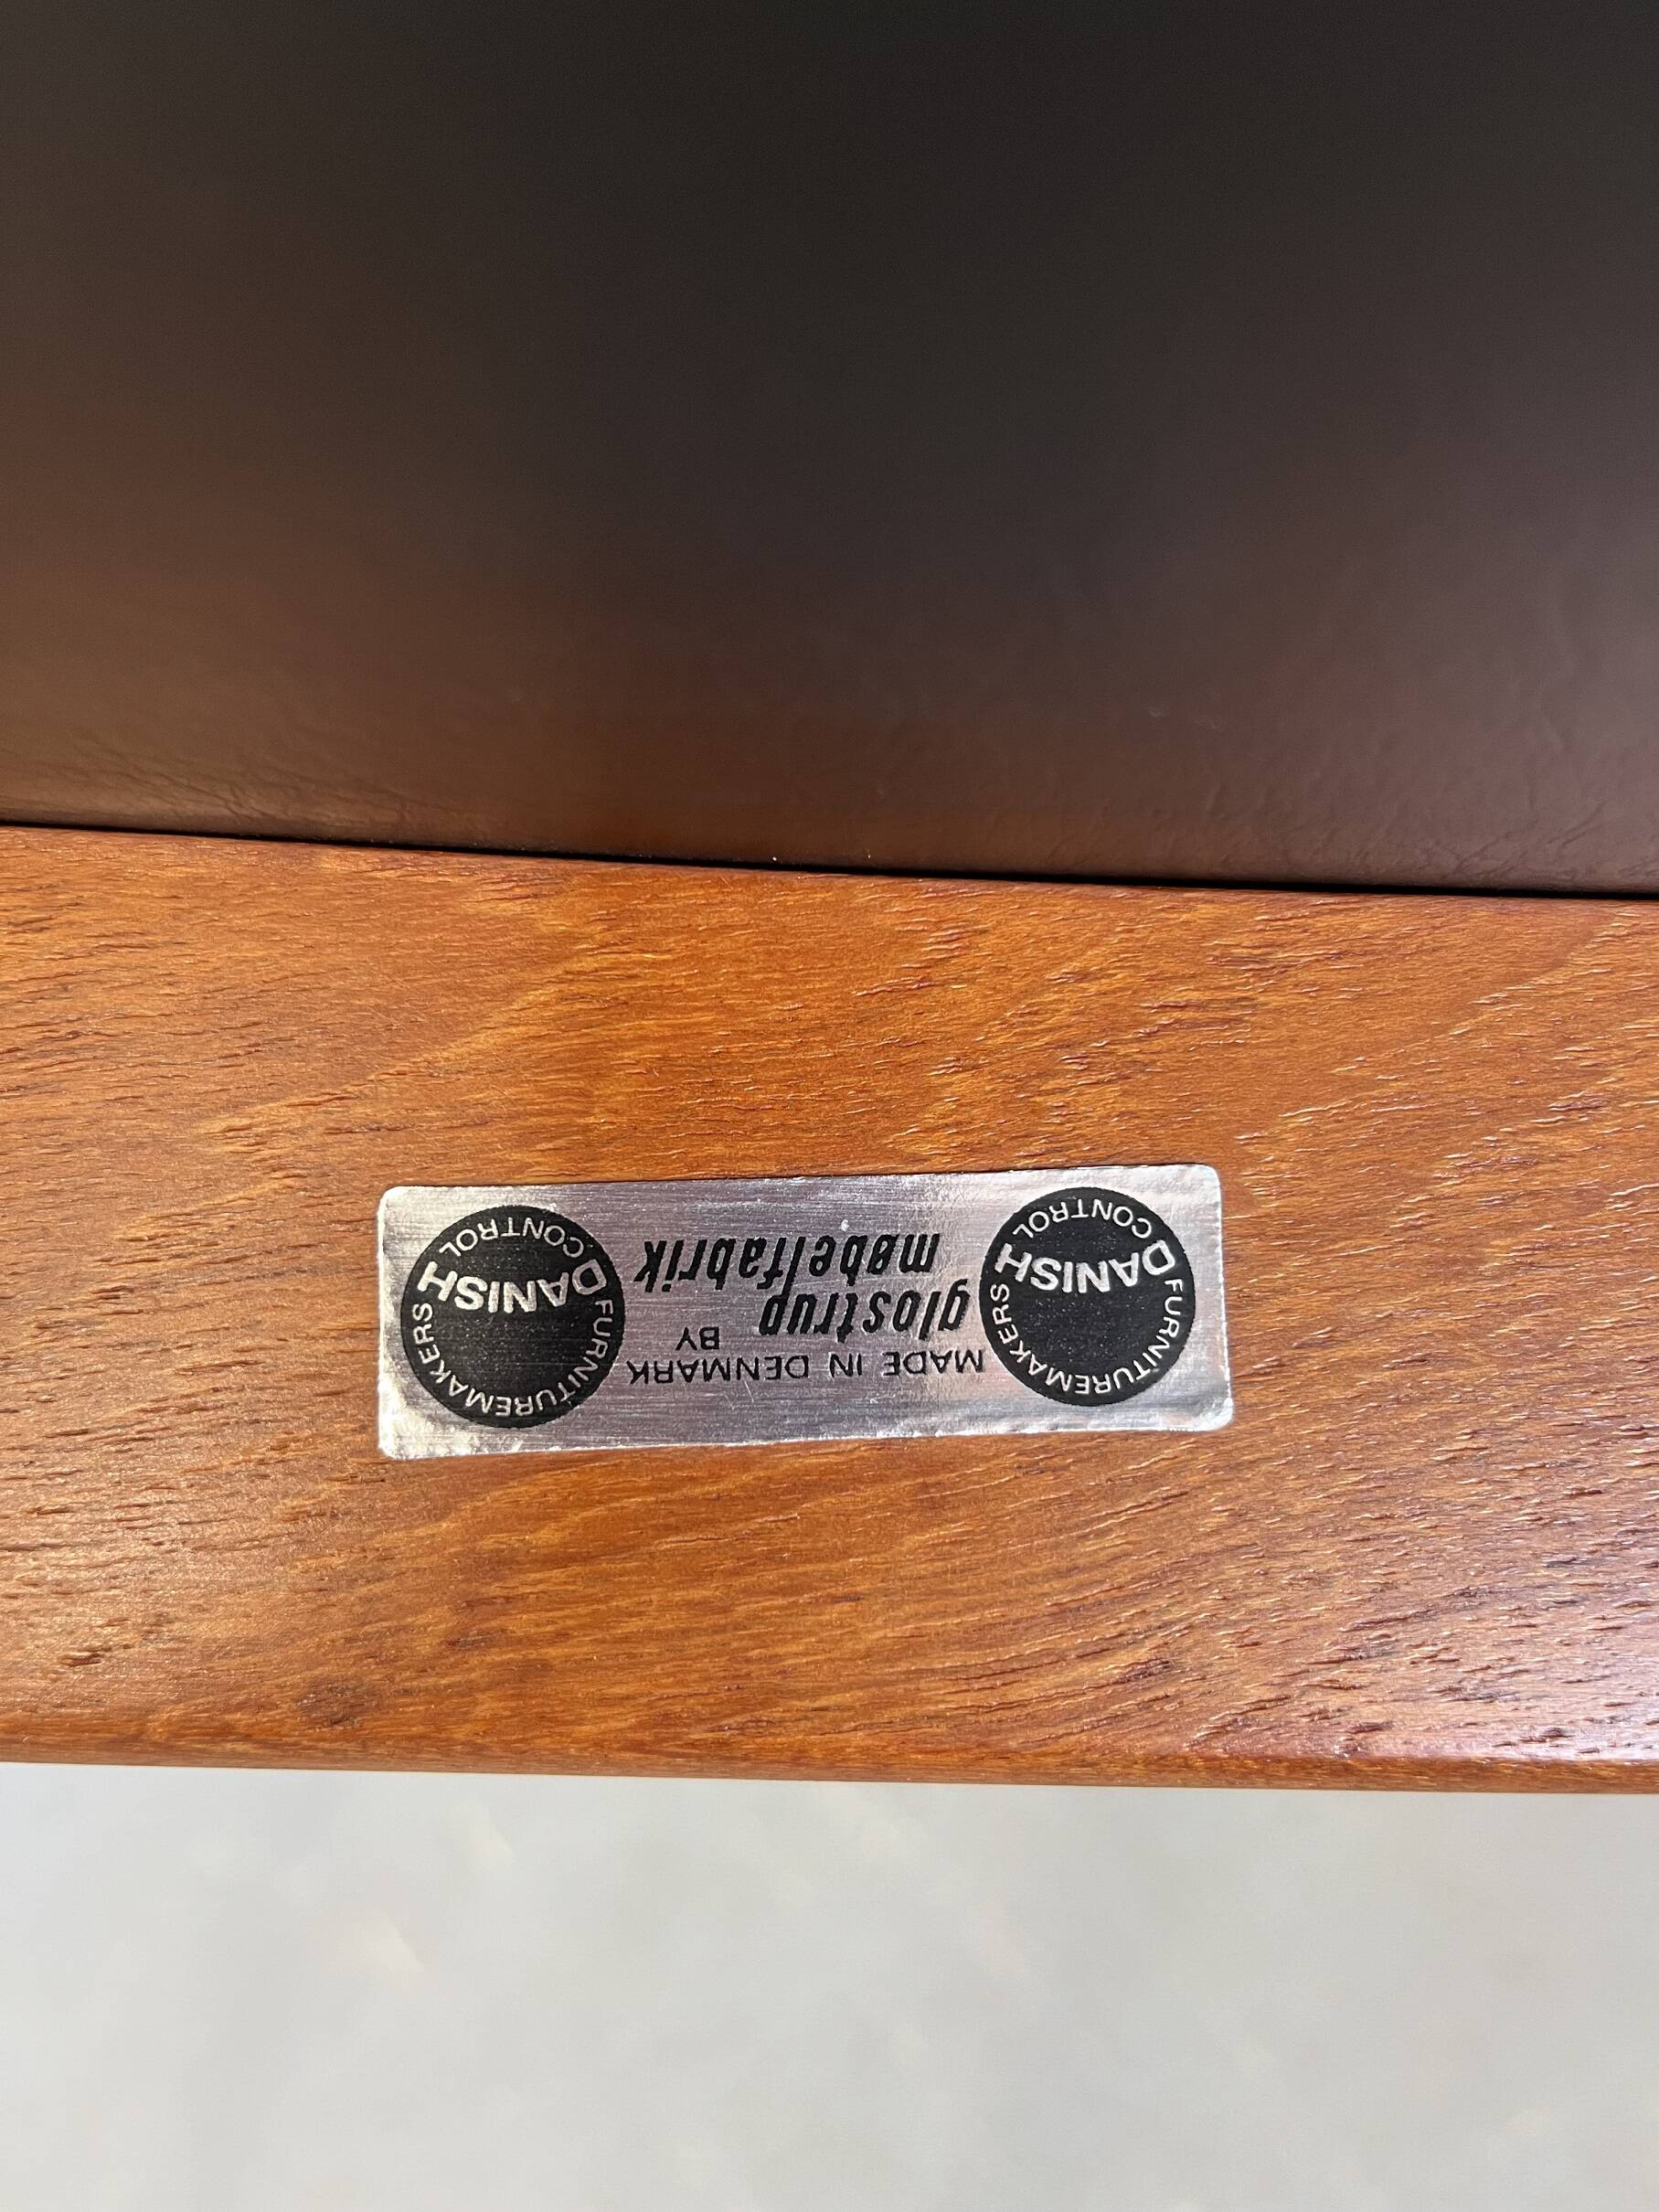 FURNITUREMAKERS
DANISH
CONTROL
MADE IN DENMARK
BY
glostrup
møbelfabrik
FURNITUREMAKERS
DANISH
CONTROL